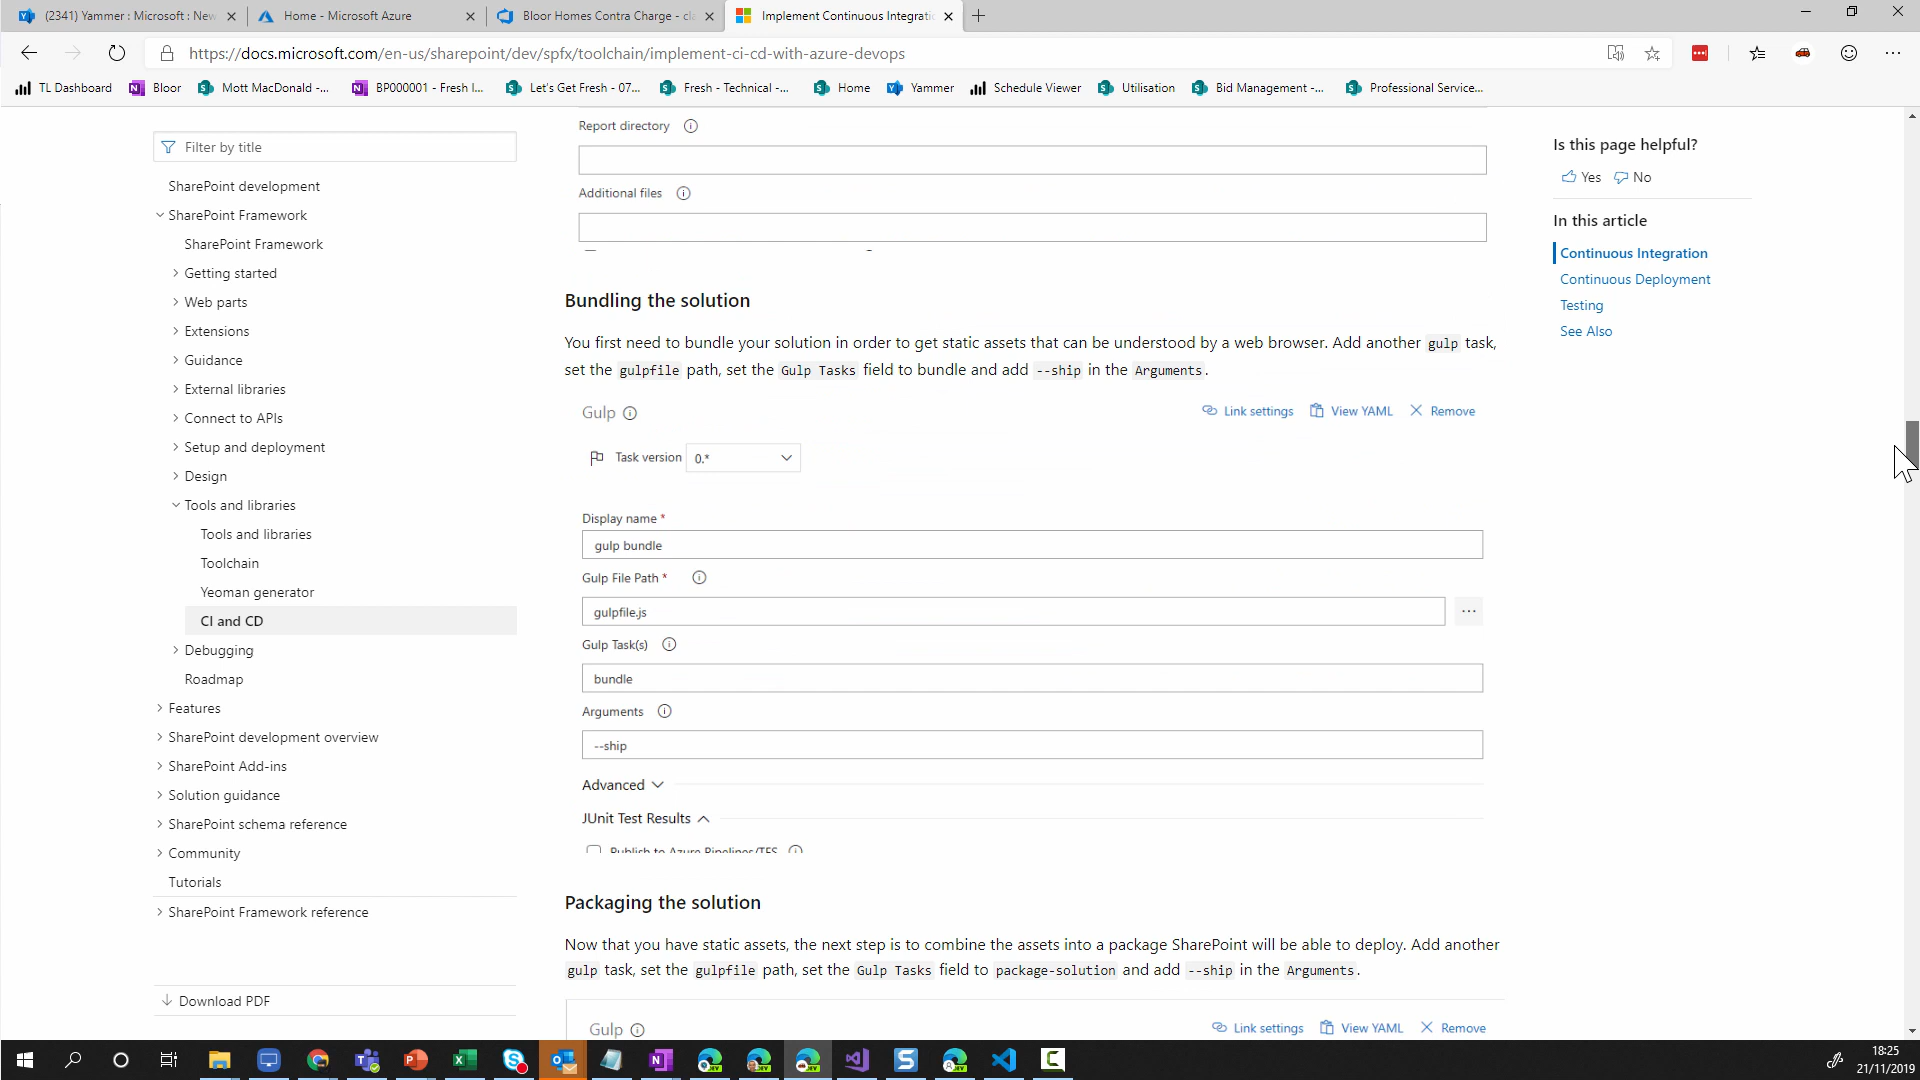 (2341) Yammer : Microsoft : New
Home - Microsoft Azure
Bloor Homes Contra Charge - cl
Implement Continuous Integrati
https://docs.microsoft.com/en-us/sharepoint/dev/spfx/toolchain/implement-ci-cd-with-azure-devops
TL Dashboard
Bloor
Mott MacDonald -...
BP000001 - Fresh I...
Let's Get Fresh - 07...
Fresh - Technical -...
Home
Yammer
Schedule Viewer
Utilisation
Bid Management -...
Professional Service...
Filter by title
SharePoint development
SharePoint Framework
SharePoint Framework
Getting started
Web parts
Extensions
Guidance
External libraries
Connect to APIs
Setup and deployment
Design
Tools and libraries
Tools and libraries
Toolchain
Yeoman generator
CI and CD
Debugging
Roadmap
Features
SharePoint development overview
SharePoint Add-ins
Solution guidance
SharePoint schema reference
Community
Tutorials
SharePoint Framework reference
Download PDF
Report directory
Additional files
Bundling the solution
You first need to bundle your solution in order to get static assets that can be understood by a web browser. Add another gulp task,
set the gulpfile path, set the Gulp Tasks field to bundle and add --ship in the Arguments.
Gulp
Link settings
View YAML
Remove
Task version 0.*
Display name *
gulp bundle
Gulp File Path *
gulpfile.js
Gulp Task(s)
bundle
Arguments
--ship
Advanced
JUnit Test Results
Publish to Azure Pipelines/TFS
Packaging the solution
Now that you have static assets, the next step is to combine the assets into a package SharePoint will be able to deploy. Add another
gulp task, set the gulpfile path, set the Gulp Tasks field to package-solution and add --ship in the Arguments.
Gulp
Link settings
View YAML
Remove
Is this page helpful?
Yes
No
In this article
Continuous Integration
Continuous Deployment
Testing
See Also
18:25
21/11/2019